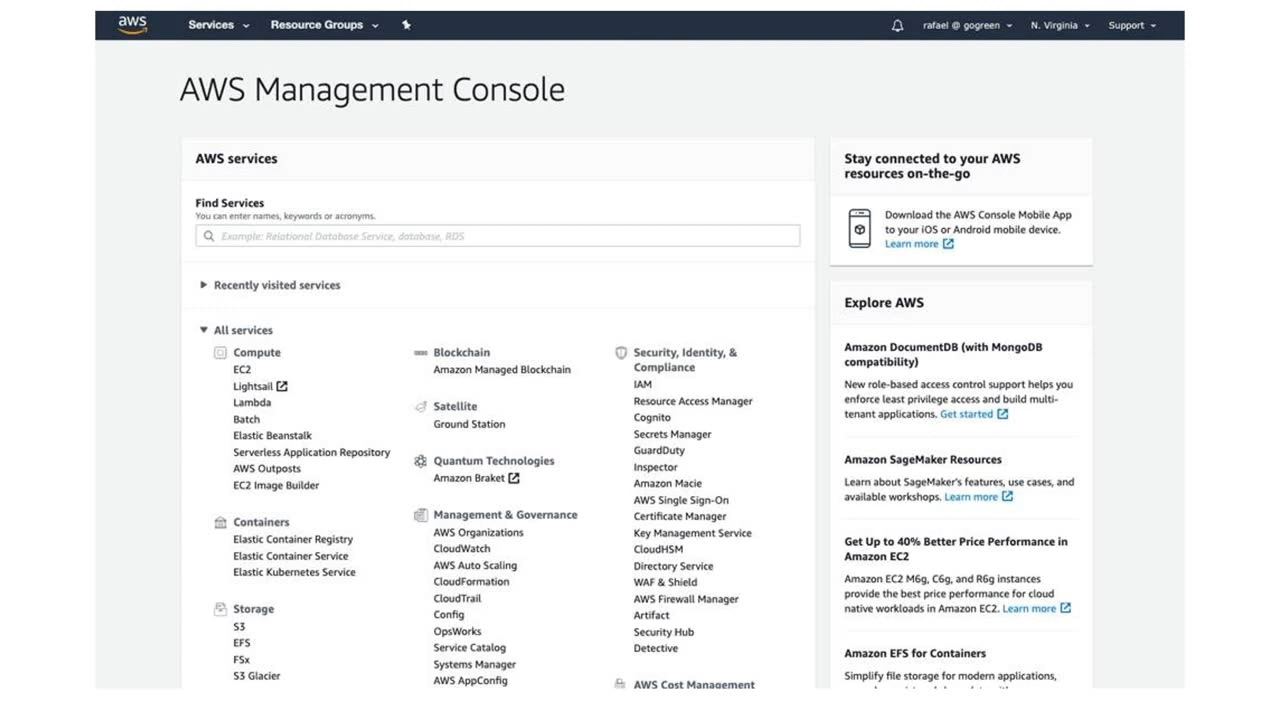 aws
Services
Resource Groups
rafael @ gogreen
N. Virginia
Support
AWS Management Console
AWS services
Find Services
You can enter names, keywords or acronyms.
Example: Relational Database Service, database, RDS
Recently visited services
All services
Compute
EC2
Lightsail
Lambda
Batch
Elastic Beanstalk
Serverless Application Repository
AWS Outposts
EC2 Image Builder
Containers
Elastic Container Registry
Elastic Container Service
Elastic Kubernetes Service
Storage
S3
EFS
FSx
S3 Glacier
Blockchain
Amazon Managed Blockchain
Satellite
Ground Station
Quantum Technologies
Amazon Braket
Management & Governance
AWS Organizations
CloudWatch
AWS Auto Scaling
CloudFormation
CloudTrail
Config
OpsWorks
Service Catalog
Systems Manager
AWS AppConfig
Security, Identity, &
Compliance
IAM
Resource Access Manager
Cognito
Secrets Manager
GuardDuty
Inspector
Amazon Macie
AWS Single Sign-On
Certificate Manager
Key Management Service
CloudHSM
Directory Service
WAF & Shield
AWS Firewall Manager
Artifact
Security Hub
Detective
AWS Cost Management
Stay connected to your AWS
resources on-the-go
Download the AWS Console Mobile App
to your iOS or Android mobile device.
Learn more
Explore AWS
Amazon DocumentDB (with MongoDB
compatibility)
New role-based access control support helps you
enforce least privilege access and build multi-
tenant applications. Get started
Amazon SageMaker Resources
Learn about SageMaker's features, use cases, and
available workshops. Learn more
Get Up to 40% Better Price Performance in
Amazon EC2
Amazon EC2 M6g, C6g, and R6g instances
provide the best price performance for cloud
native workloads in Amazon EC2. Learn more
Amazon EFS for Containers
Simplify file storage for modern applications,